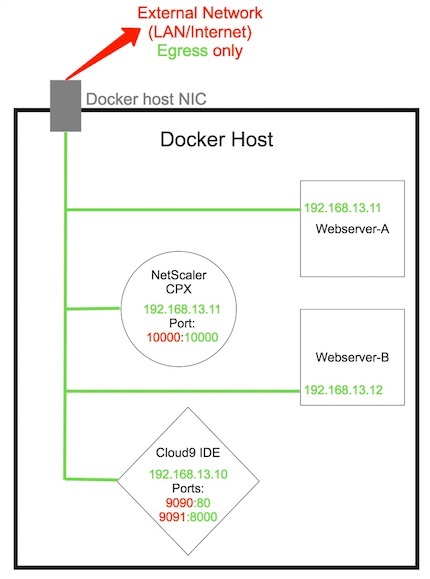 External Network
(LAN/Internet)
Egress only
Docker host NIC
Docker Host
192.168.13.11
Webserver-A
NetScaler
CPX
192.168.13.11
Port:
10000:10000
Webserver-B
192.168.13.12
Cloud9 IDE
192.168.13.10
Ports:
9090:80
9091:8000